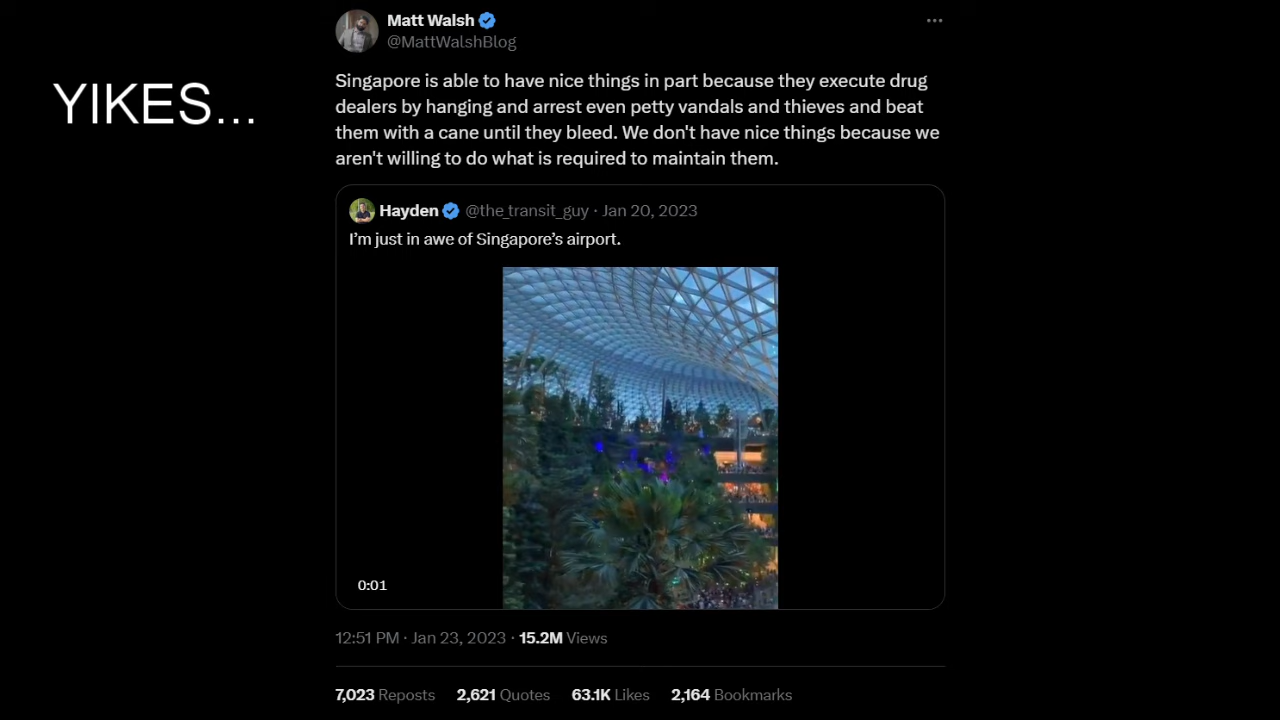 Matt Walsh
@MattWalshBlog
YIKES...
Singapore is able to have nice things in part because they execute drug
dealers by hanging and arrest even petty vandals and thieves and beat
them with a cane until they bleed. We don't have nice things because we
aren't willing to do what is required to maintain them.
Hayden @the_transit_guy · Jan 20, 2023
I’m just in awe of Singapore’s airport.
0:01
12:51 PM · Jan 23, 2023 · 15.2M Views
7,023 Reposts 2,621 Quotes 63.1K Likes 2,164 Bookmarks